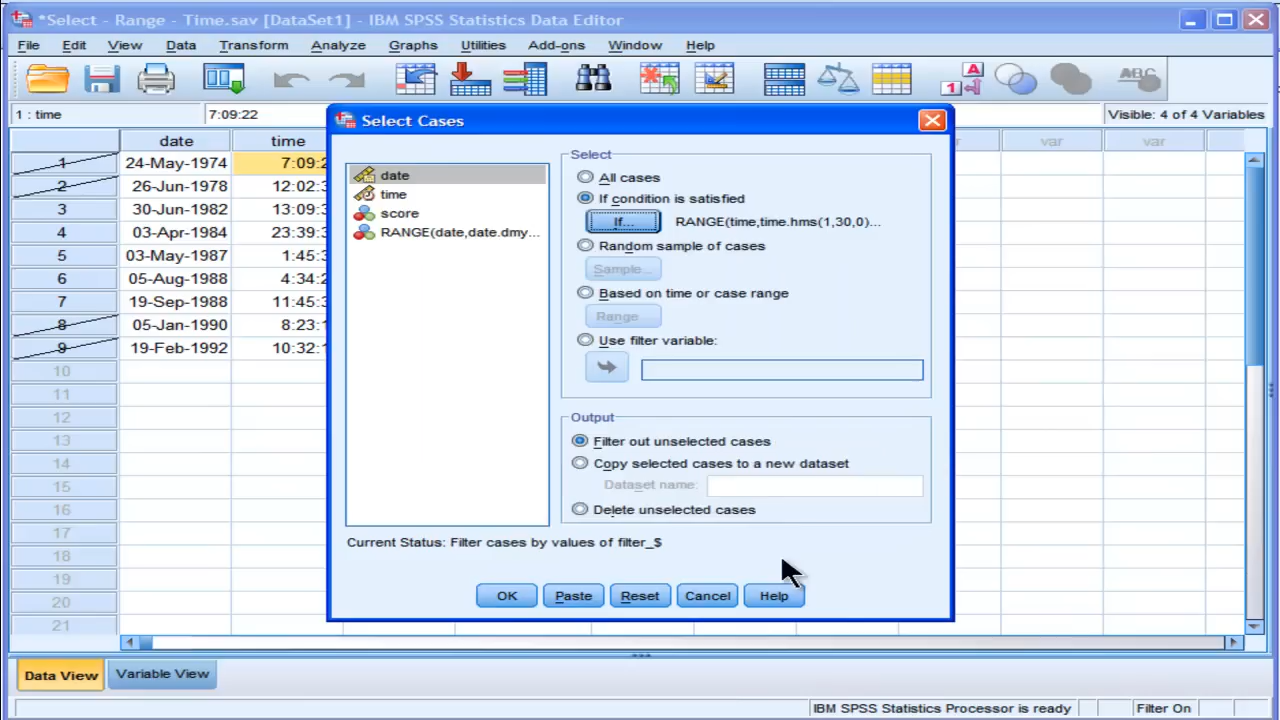 *Select - Range - Time.sav [DataSet1] - IBM SPSS Statistics Data Editor
File Edit View Data Transform Analyze Graphs Utilities Add-ons Window Help
A
1
ABC
1 : time 7:09:22 Visible: 4 of 4 Variables
date time var var
1 24-May-1974 7:09:2
2 26-Jun-1978 12:02:3
3 30-Jun-1982 13:09:3
4 03-Apr-1984 23:39:3
5 03-May-1987 1:45:3
6 05-Aug-1988 4:34:2
7 19-Sep-1988 11:45:3
8 05-Jan-1990 8:23:1
9 19-Feb-1992 10:32:1
10
11
12
13
14
15
16
17
18
19
20
21
Select Cases
date
time
score
RANGE(date,date.dmy...
Select
All cases
If condition is satisfied
If... RANGE(time,time.hms(1,30,0)...
Random sample of cases
Sample...
Based on time or case range
Range...
Use filter variable:
Output
Filter out unselected cases
Copy selected cases to a new dataset
Dataset name:
Delete unselected cases
Current Status: Filter cases by values of filter_$
OK Paste Reset Cancel Help
Data View Variable View
IBM SPSS Statistics Processor is ready Filter On